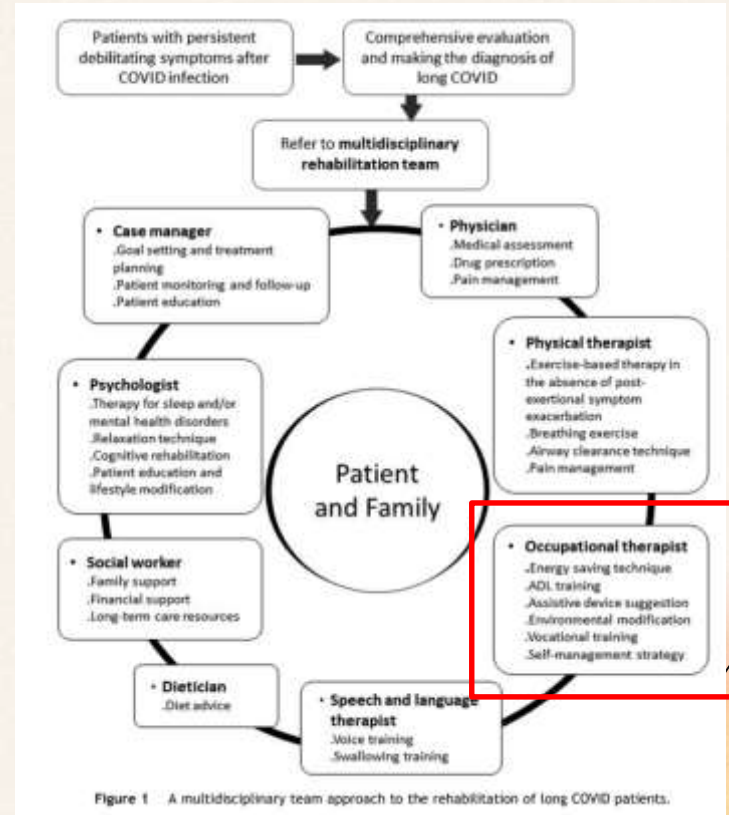 Patients with persistent
debilitating symptoms after
COVID infection
Comprehensive evaluation
and making the diagnosis of
long COVID
Refer to multidisciplinary
rehabilitation team
• Case manager
.Goal setting and treatment
planning
.Patient monitoring and follow-up
.Patient education
• Physician
.Medical assessment
.Drug prescription
.Pain management
• Physical therapist
.Exercise-based therapy in
the absence of post-
exertional symptom
exacerbation
.Breathing exercise
.Airway clearance technique
.Pain management
• Psychologist
.Therapy for sleep and/or
mental health disorders
.Relaxation technique
.Cognitive rehabilitation
.Patient education and
lifestyle modification
Patient
and Family
• Occupational therapist
.Energy saving technique
.ADL training
.Assistive device suggestion
.Environmental modification
.Vocational training
.Self-management strategy
• Social worker
.Family support
.Financial support
.Long-term care resources
• Dietician
.Diet advice
• Speech and language
therapist
.Voice training
.Swallowing training
Figure 1 A multidisciplinary team approach to the rehabilitation of long COVID patients.